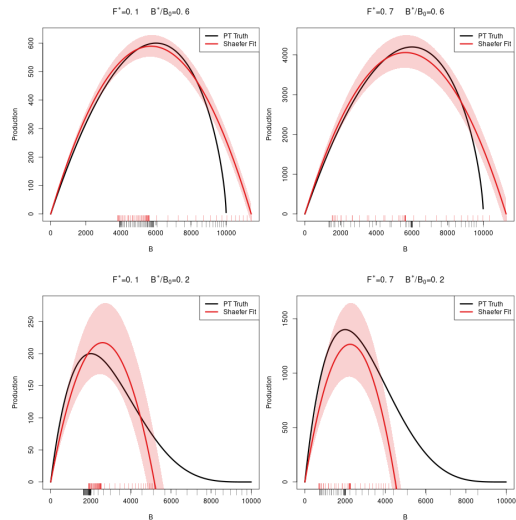 F*=0.1 B*/B0=0.6
PT Truth
Shaefer Fit
Production
0 100 200 300 400 500 600
0 2000 4000 6000 8000 10000
B
F*=0.7 B*/B0=0.6
PT Truth
Shaefer Fit
Production
0 1000 2000 3000 4000
0 2000 4000 6000 8000 10000
B
F*=0.1 B*/B0=0.2
PT Truth
Shaefer Fit
Production
0 50 100 150 200 250
0 2000 4000 6000 8000 10000
B
F*=0.7 B*/B0=0.2
PT Truth
Shaefer Fit
Production
0 500 1000 1500
0 2000 4000 6000 8000 10000
B